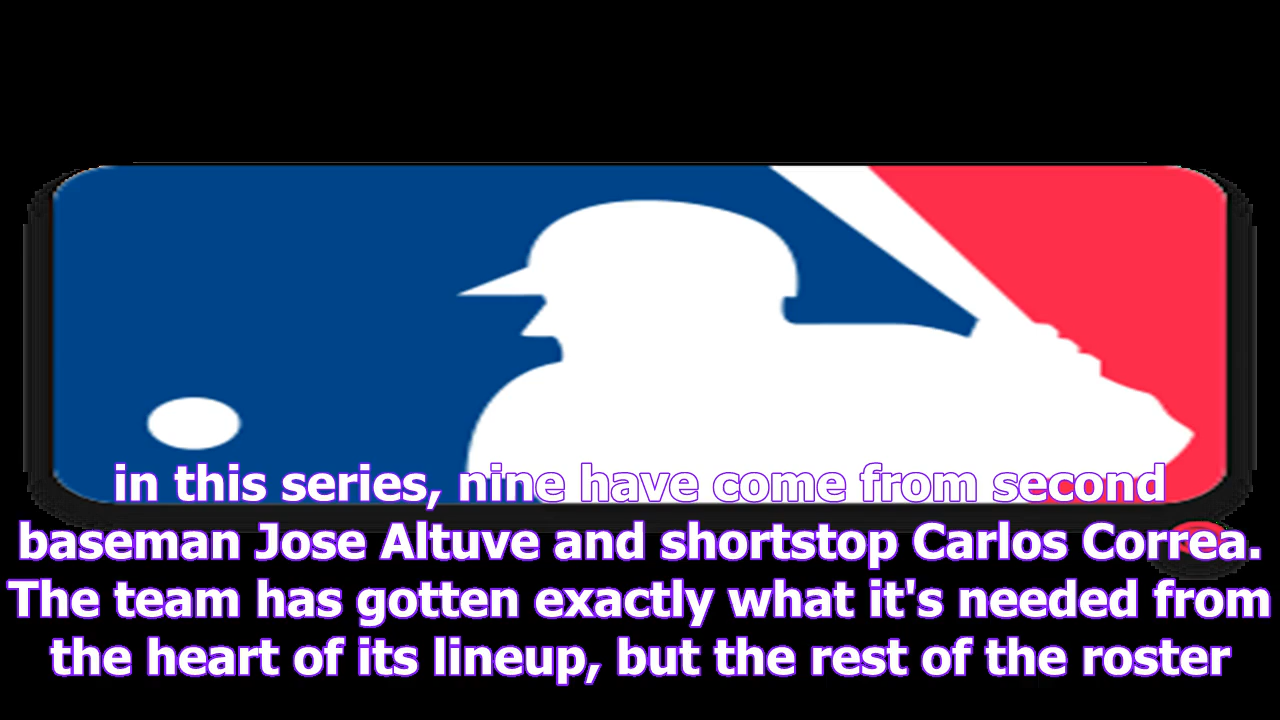 in this series, nine have come from second
baseman Jose Altuve and shortstop Carlos Correa.
The team has gotten exactly what it's needed from
the heart of its lineup, but the rest of the roster